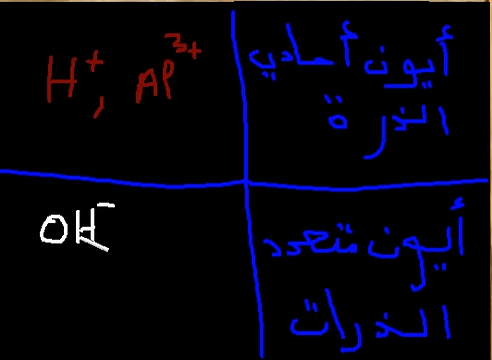 أيون أحادي
الذرة
H⁺, Al³⁺
أيون متعدد
الذرات
OH⁻